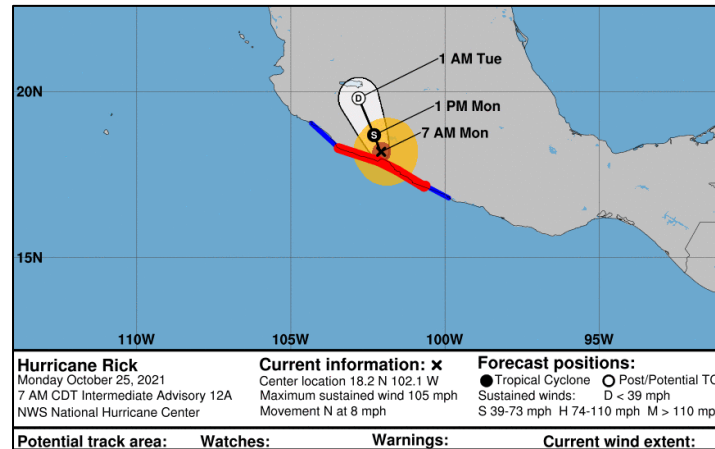 1 AM Tue
20N
D
1 PM Mon
S
7 AM Mon
15N
110W
105W
100W
95W
Hurricane Rick
Monday October 25, 2021
7 AM CDT Intermediate Advisory 12A
NWS National Hurricane Center
Current information: ×
Center location 18.2 N 102.1 W
Maximum sustained wind 105 mph
Movement N at 8 mph
Forecast positions:
Tropical Cyclone Post/Potential TC
Sustained winds: D < 39 mph
S 39-73 mph H 74-110 mph M > 110 mph
Potential track area: Watches: Warnings: Current wind extent: